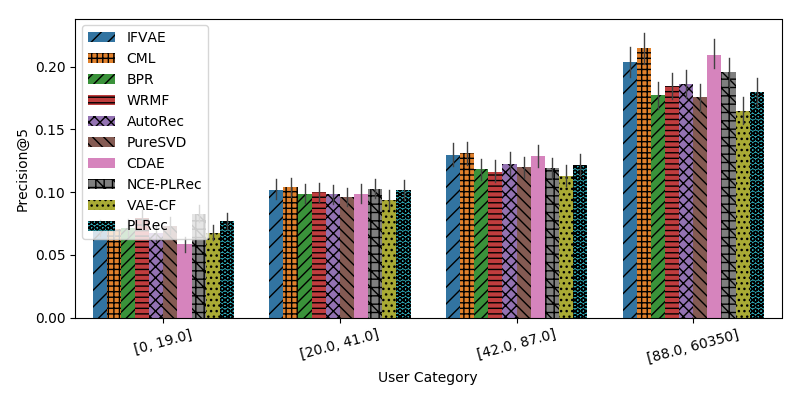 IFVAE
CML
BPR
WRMF
AutoRec
PureSVD
CDAE
NCE-PLRec
VAE-CF
PLRec
Precision@5
0.20
0.15
0.10
0.05
0.00
[0, 19.0]
[20.0, 41.0]
[42.0, 87.0]
[88.0, 60350]
User Category